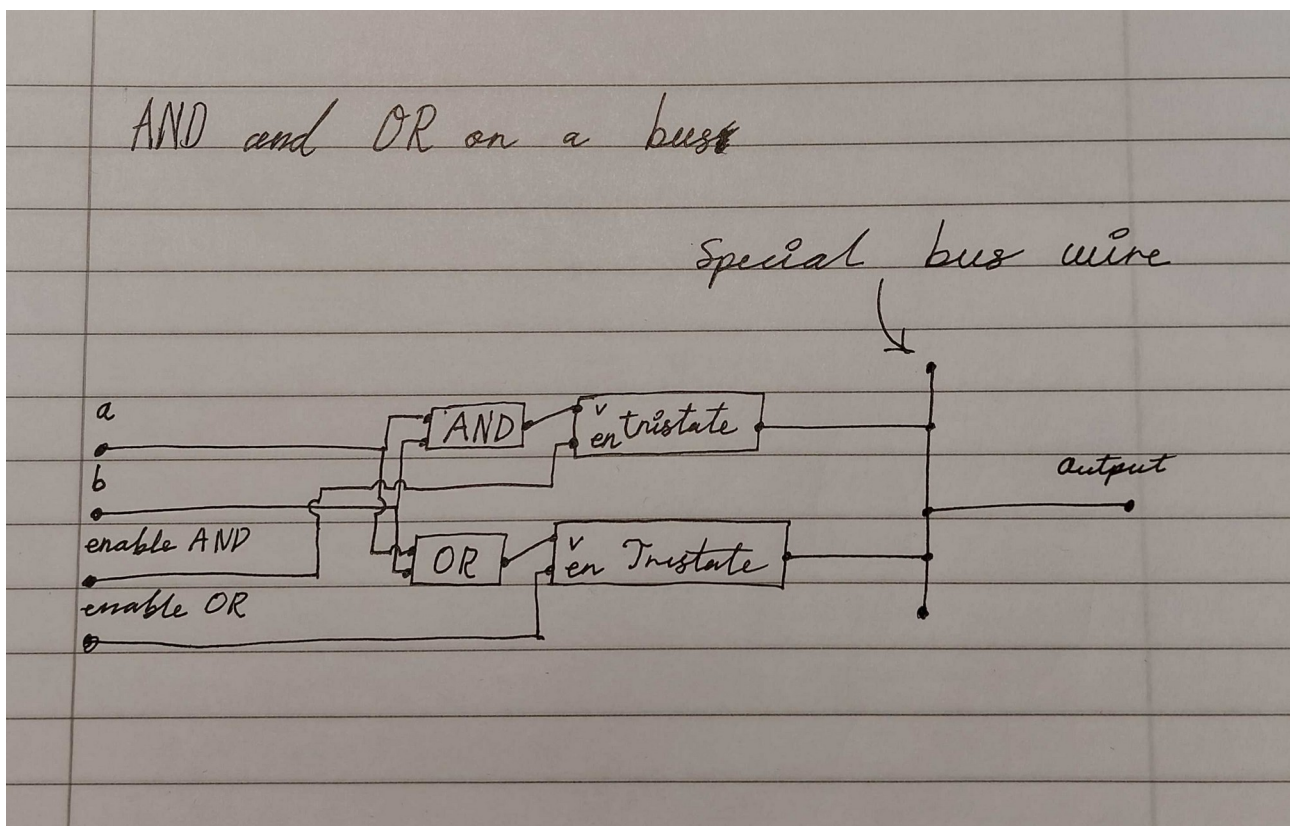 AND and OR on a bus
Special bus wire
a
AND
v
en tristate
b
output
enable AND
OR
v
en Tristate
enable OR